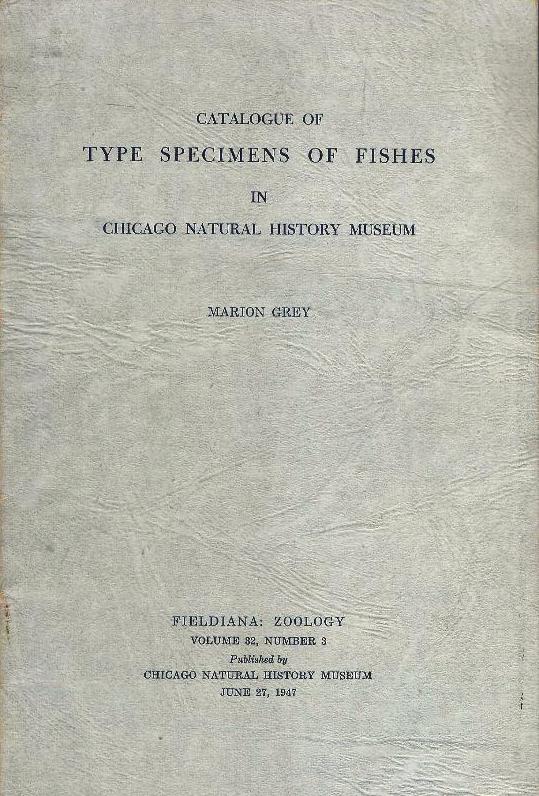 CATALOGUE OF
TYPE SPECIMENS OF FISHES
IN
CHICAGO NATURAL HISTORY MUSEUM
MARION GREY
FIELDIANA: ZOOLOGY
VOLUME 32, NUMBER 3
Published by
CHICAGO NATURAL HISTORY MUSEUM
JUNE 27, 1947